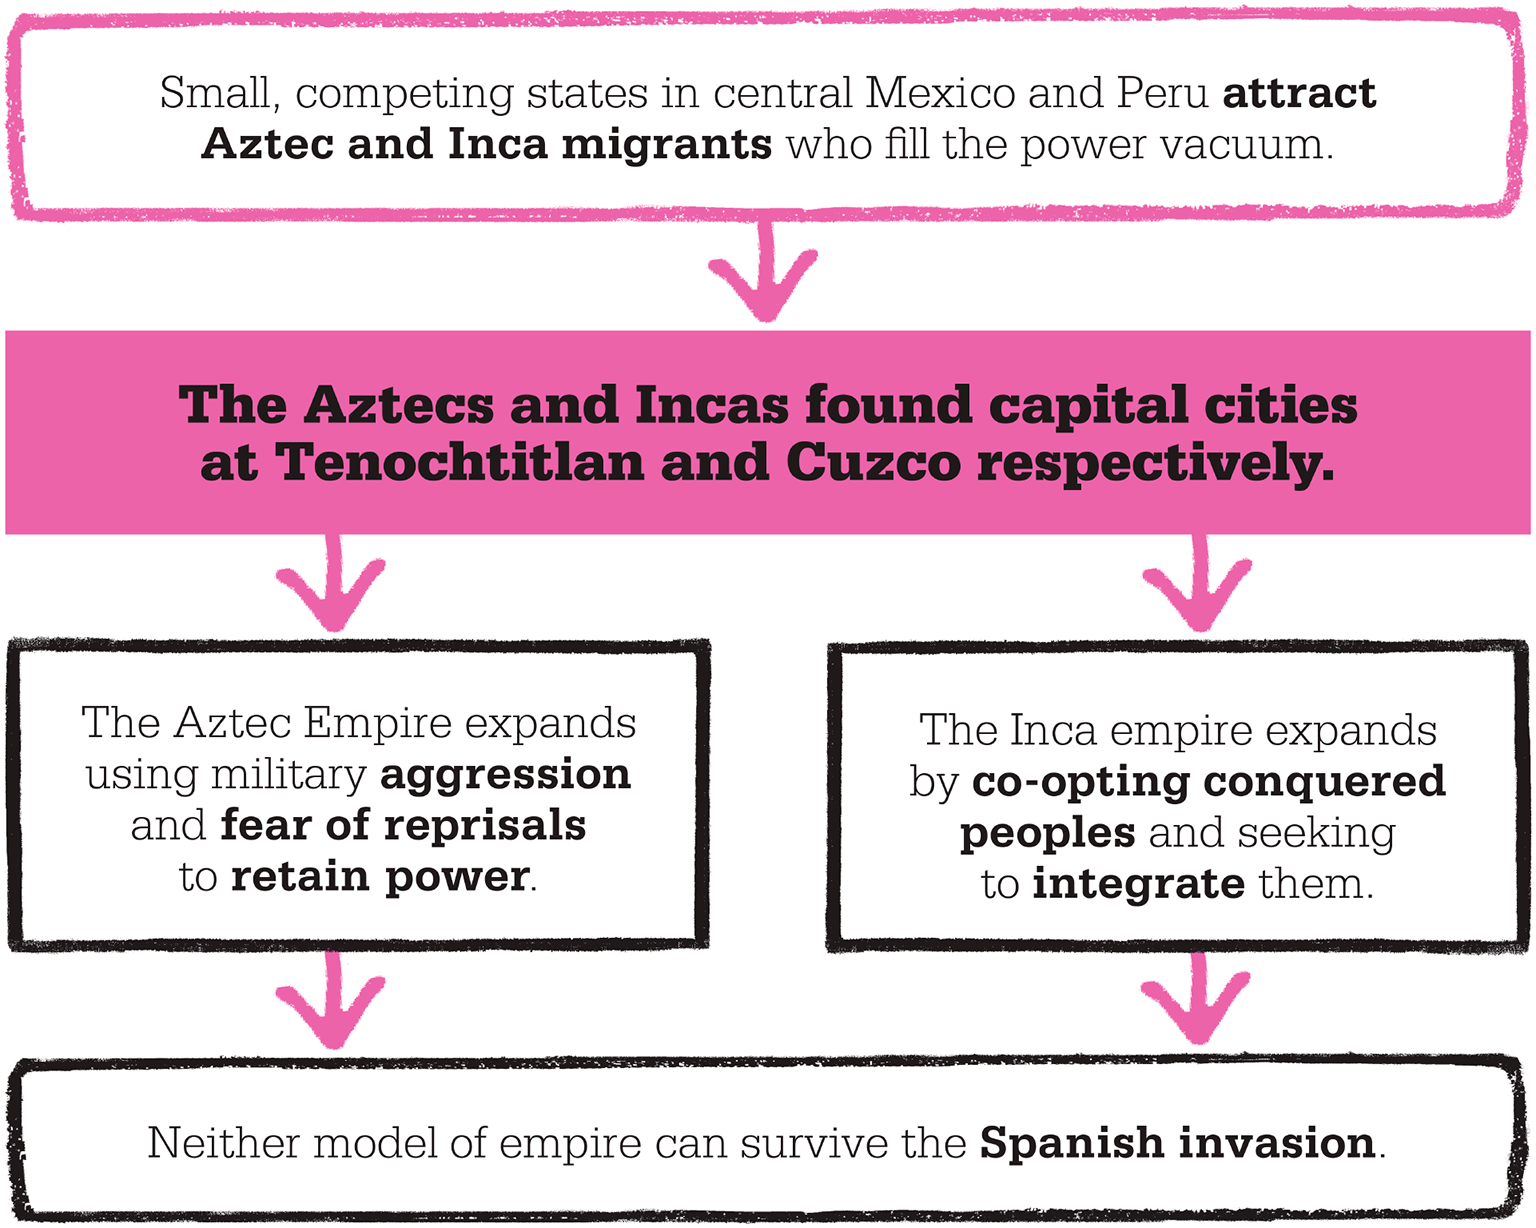 Small, competing states in central Mexico and Peru attract
Aztec and Inca migrants who fill the power vacuum.
The Aztecs and Incas found capital cities
at Tenochtitlan and Cuzco respectively.
The Aztec Empire expands
using military aggression
and fear of reprisals
to retain power.
The Inca empire expands
by co-opting conquered
peoples and seeking
to integrate them.
Neither model of empire can survive the Spanish invasion.